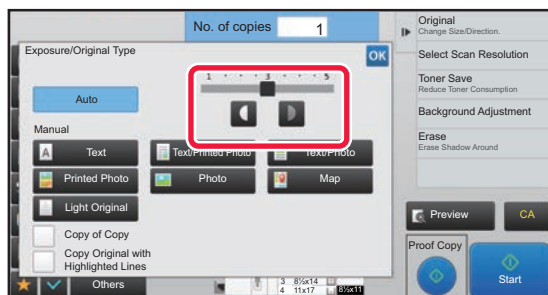 No. of copies 1
Exposure/Original Type
OK
1 3 5
Auto
Manual
Text
Text/Printed Photo
Text/Photo
Printed Photo
Photo
Map
Light Original
Copy of Copy
Copy Original with
Highlighted Lines
Others
3 8½x14
4 11x17
8½x11
Original
Change Size/Direction.
Select Scan Resolution
Toner Save
Reduce Toner Consumption
Background Adjustment
Erase
Erase Shadow Around
Preview
CA
Proof Copy
Start